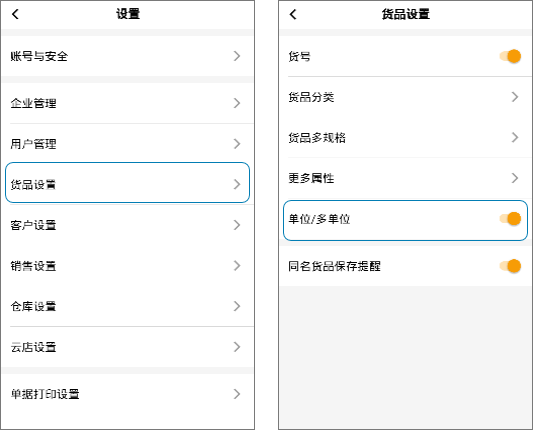 设置
账号与安全
企业管理
用户管理
货品设置
客户设置
销售设置
仓库设置
云店设置
单据打印设置
货品设置
货号
货品分类
货品多规格
更多属性
单位/多单位
同名货品保存提醒